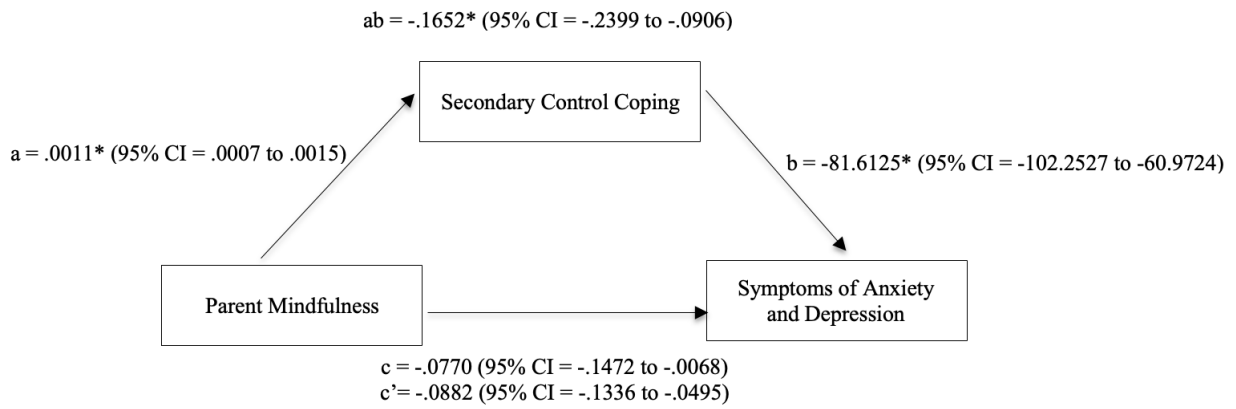 ab = -.1652* (95% CI = -.2399 to -.0906)
Secondary Control Coping
a = .0011* (95% CI = .0007 to .0015)
b = -81.6125* (95% CI = -102.2527 to -60.9724)
Parent Mindfulness
Symptoms of Anxiety
and Depression
c = -.0770 (95% CI = -.1472 to -.0068)
c’= -.0882 (95% CI = -.1336 to -.0495)